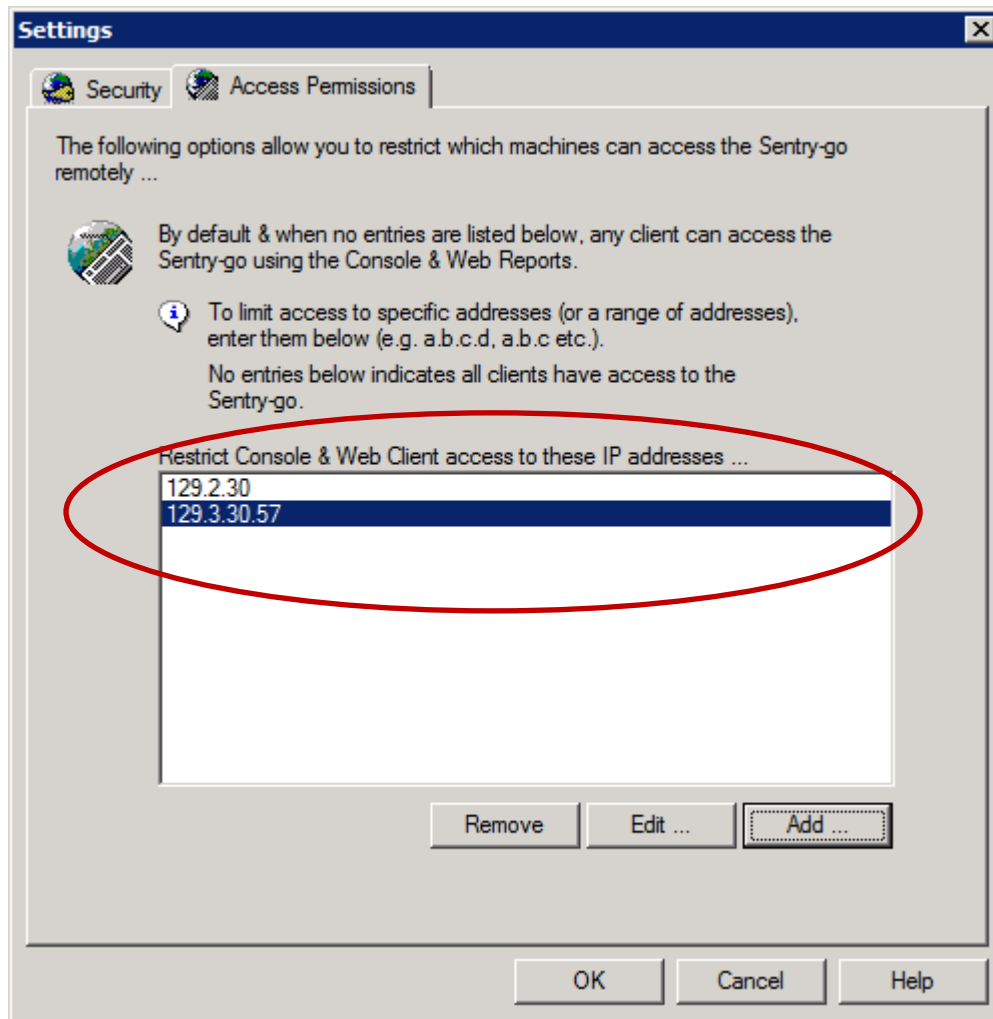 Settings
Security
Access Permissions
The following options allow you to restrict which machines can access the Sentry-go
remotely ...
By default & when no entries are listed below, any client can access the
Sentry-go using the Console & Web Reports.
To limit access to specific addresses (or a range of addresses),
enter them below (e.g. a.b.c.d, a.b.c etc.).
No entries below indicates all clients have access to the
Sentry-go.
Restrict Console & Web Client access to these IP addresses ...
129.2.30
129.3.30.57
Remove
Edit ...
Add ...
OK
Cancel
Help